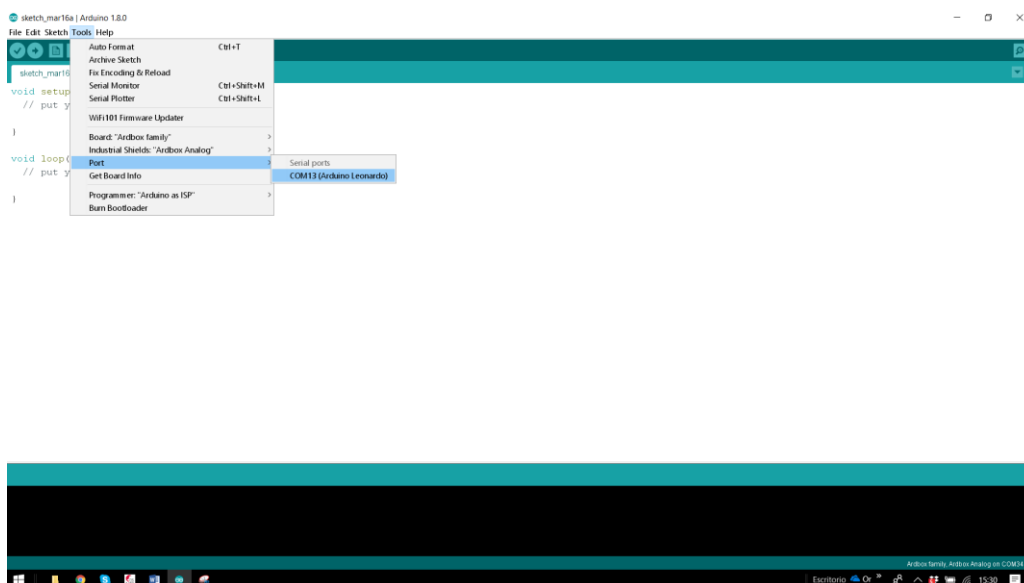 sketch_mar16a | Arduino 1.8.0
File Edit Sketch Tools Help
sketch_mar16
Auto Format Ctrl+T
Archive Sketch
Fix Encoding & Reload
Serial Monitor Ctrl+Shift+M
Serial Plotter Ctrl+Shift+L
WiFi101 Firmware Updater
Board: "Ardbox family"
Industrial Shields: "Ardbox Analog"
Port
Get Board Info
Programmer: "Arduino as ISP"
Burn Bootloader
Serial ports
COM13 (Arduino Leonardo)
void setup
// put y
}
void loop(
// put y
}
Ardbox family, Ardbox Analog on COM34
Escritorio Or » 15:30